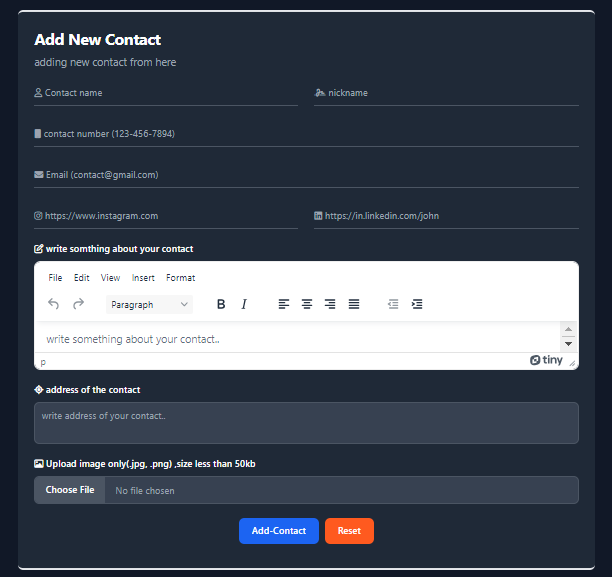 Add New Contact
adding new contact from here
Contact name
nickname
contact number (123-456-7894)
Email (contact@gmail.com)
https://www.instagram.com
https://in.linkedin.com/john
write somthing about your contact
File Edit View Insert Format
Paragraph B I
write something about your contact..
p
tiny
address of the contact
write address of your contact..
Upload image only(.jpg, .png) ,size less than 50kb
Choose File No file chosen
Add-Contact Reset